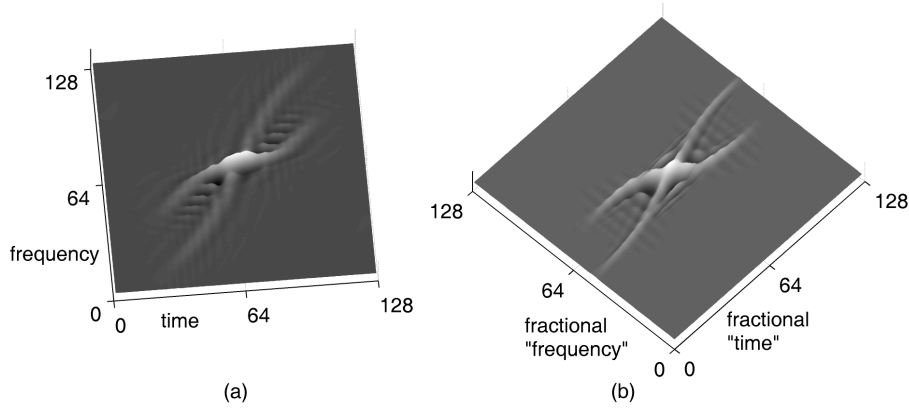 128
64
frequency
0
0
time
64
128
(a)
128
64
fractional
"frequency"
0
0
fractional
"time"
64
128
(b)